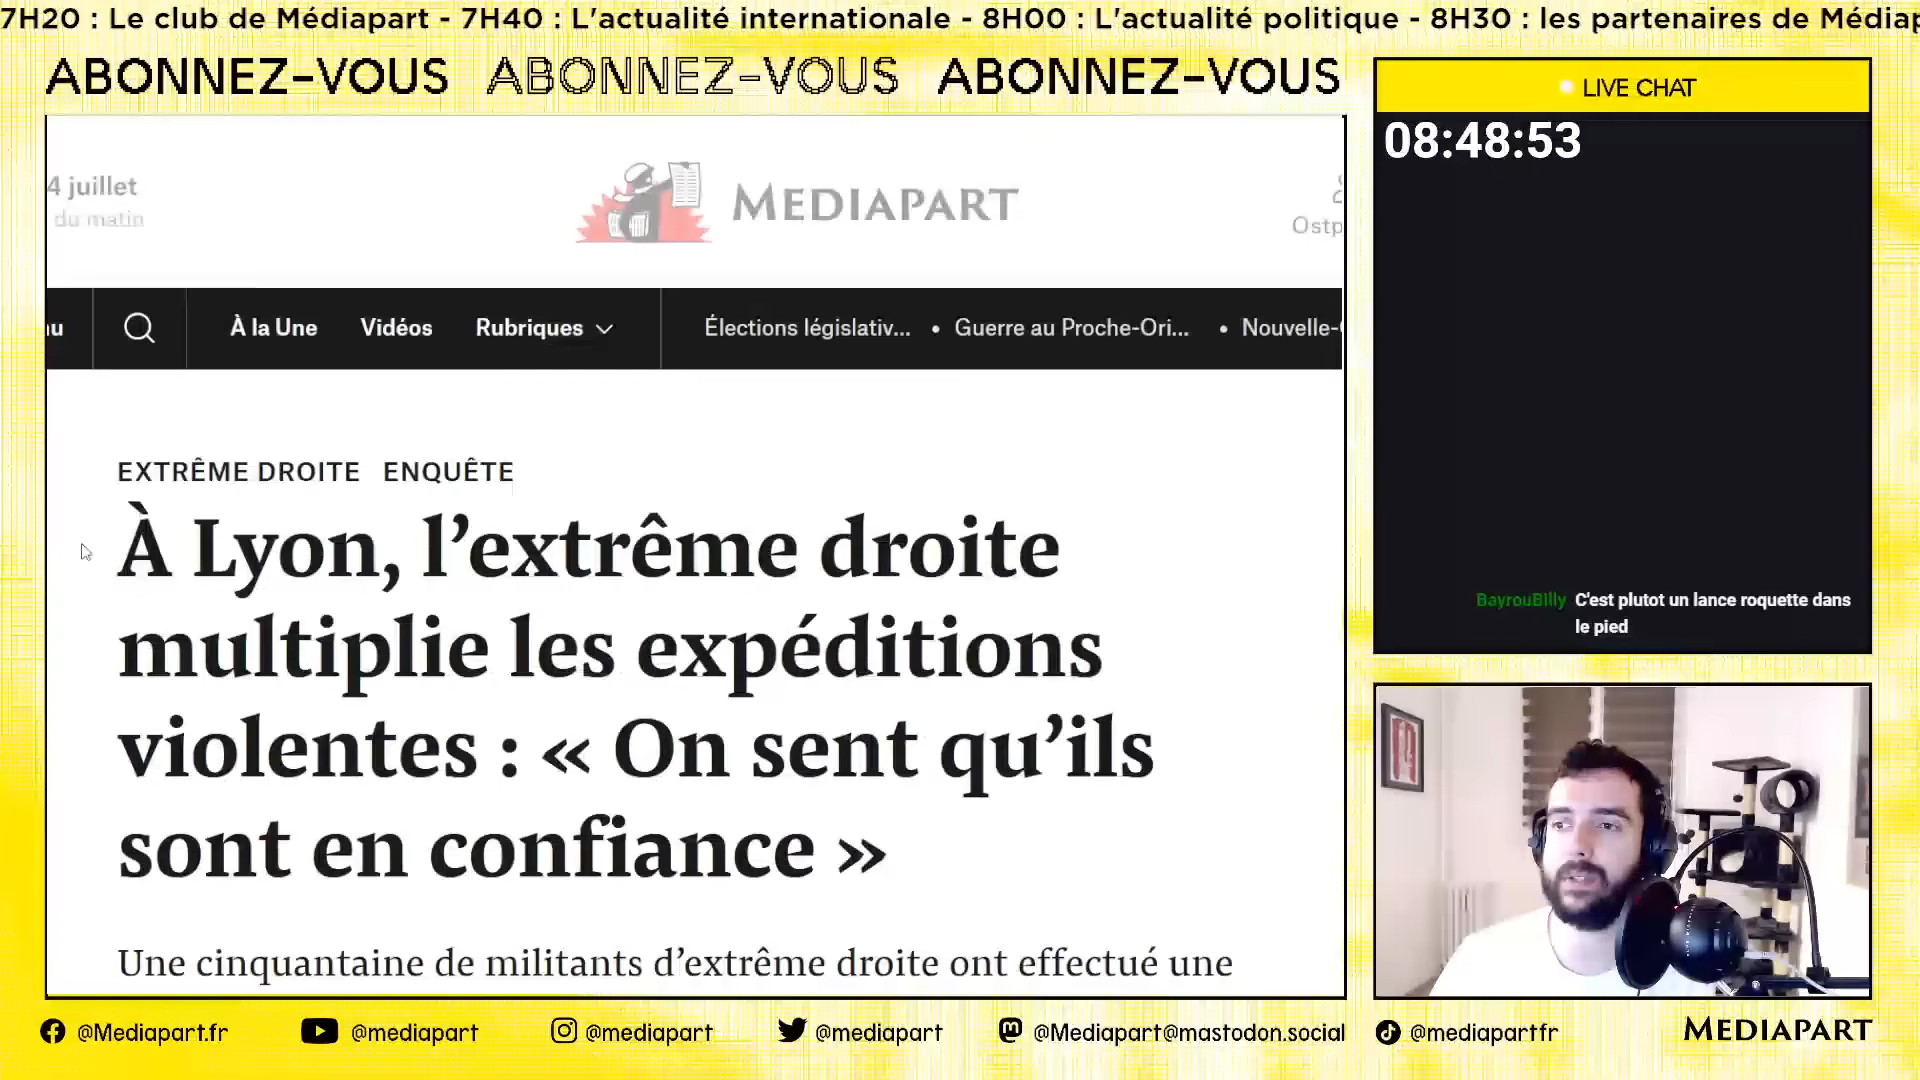 7H20 : Le club de Médiapart - 7H40 : L'actualité internationale - 8H00 : L'actualité politique - 8H30 : les partenaires de Médiap
ABONNEZ-VOUS ABONNEZ-VOUS ABONNEZ-VOUS
LIVE CHAT
08:48:53
4 juillet
du matin
MEDIAPART
Ostp
nu
À la Une Vidéos Rubriques Élections législativ... • Guerre au Proche-Ori... • Nouvelle-C
EXTRÊME DROITE ENQUÊTE
À Lyon, l’extrême droite
multiplie les expéditions
violentes : « On sent qu’ils
sont en confiance »
Une cinquantaine de militants d’extrême droite ont effectué une
BayrouBIlly C'est plutot un lance roquette dans
le pied
@Mediapart.fr @mediapart @mediapart @mediapart @Mediapart@mastodon.social @mediapartfr MEDIAPART